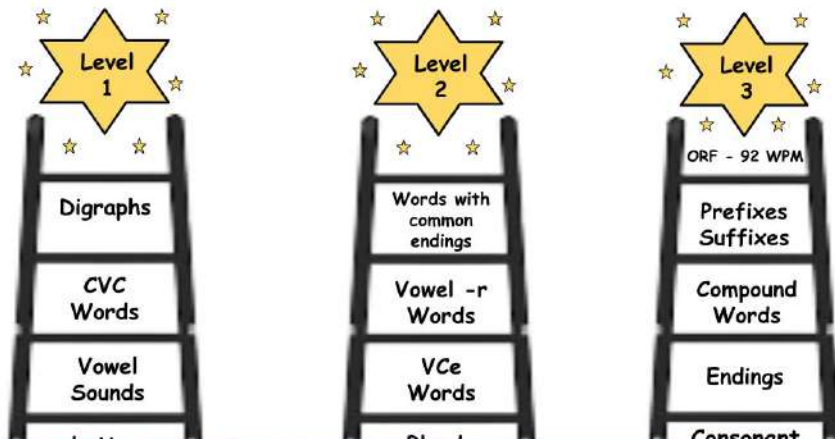 Level
1
Digraphs
CVC
Words
Vowel
Sounds
Level
2
Words with
common
endings
Vowel -r
Words
VCe
Words
Level
3
ORF - 92 WPM
Prefixes
Suffixes
Compound
Words
Endings
Consonant